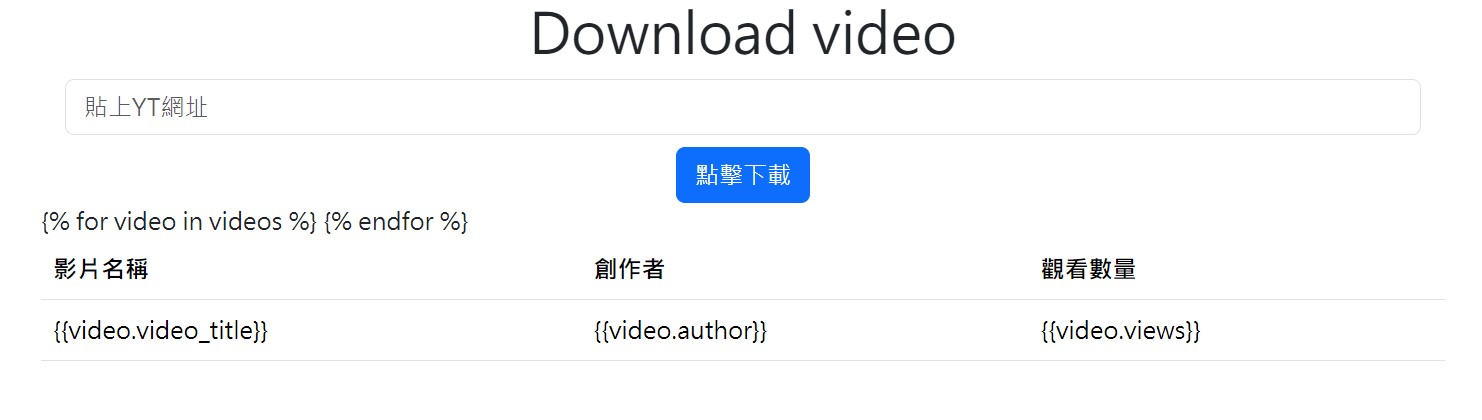 Download video
貼上YT網址
點擊下載
{% for video in videos %} {% endfor %}
影片名稱 創作者 觀看數量
{{video.video_title}} {{video.author}} {{video.views}}